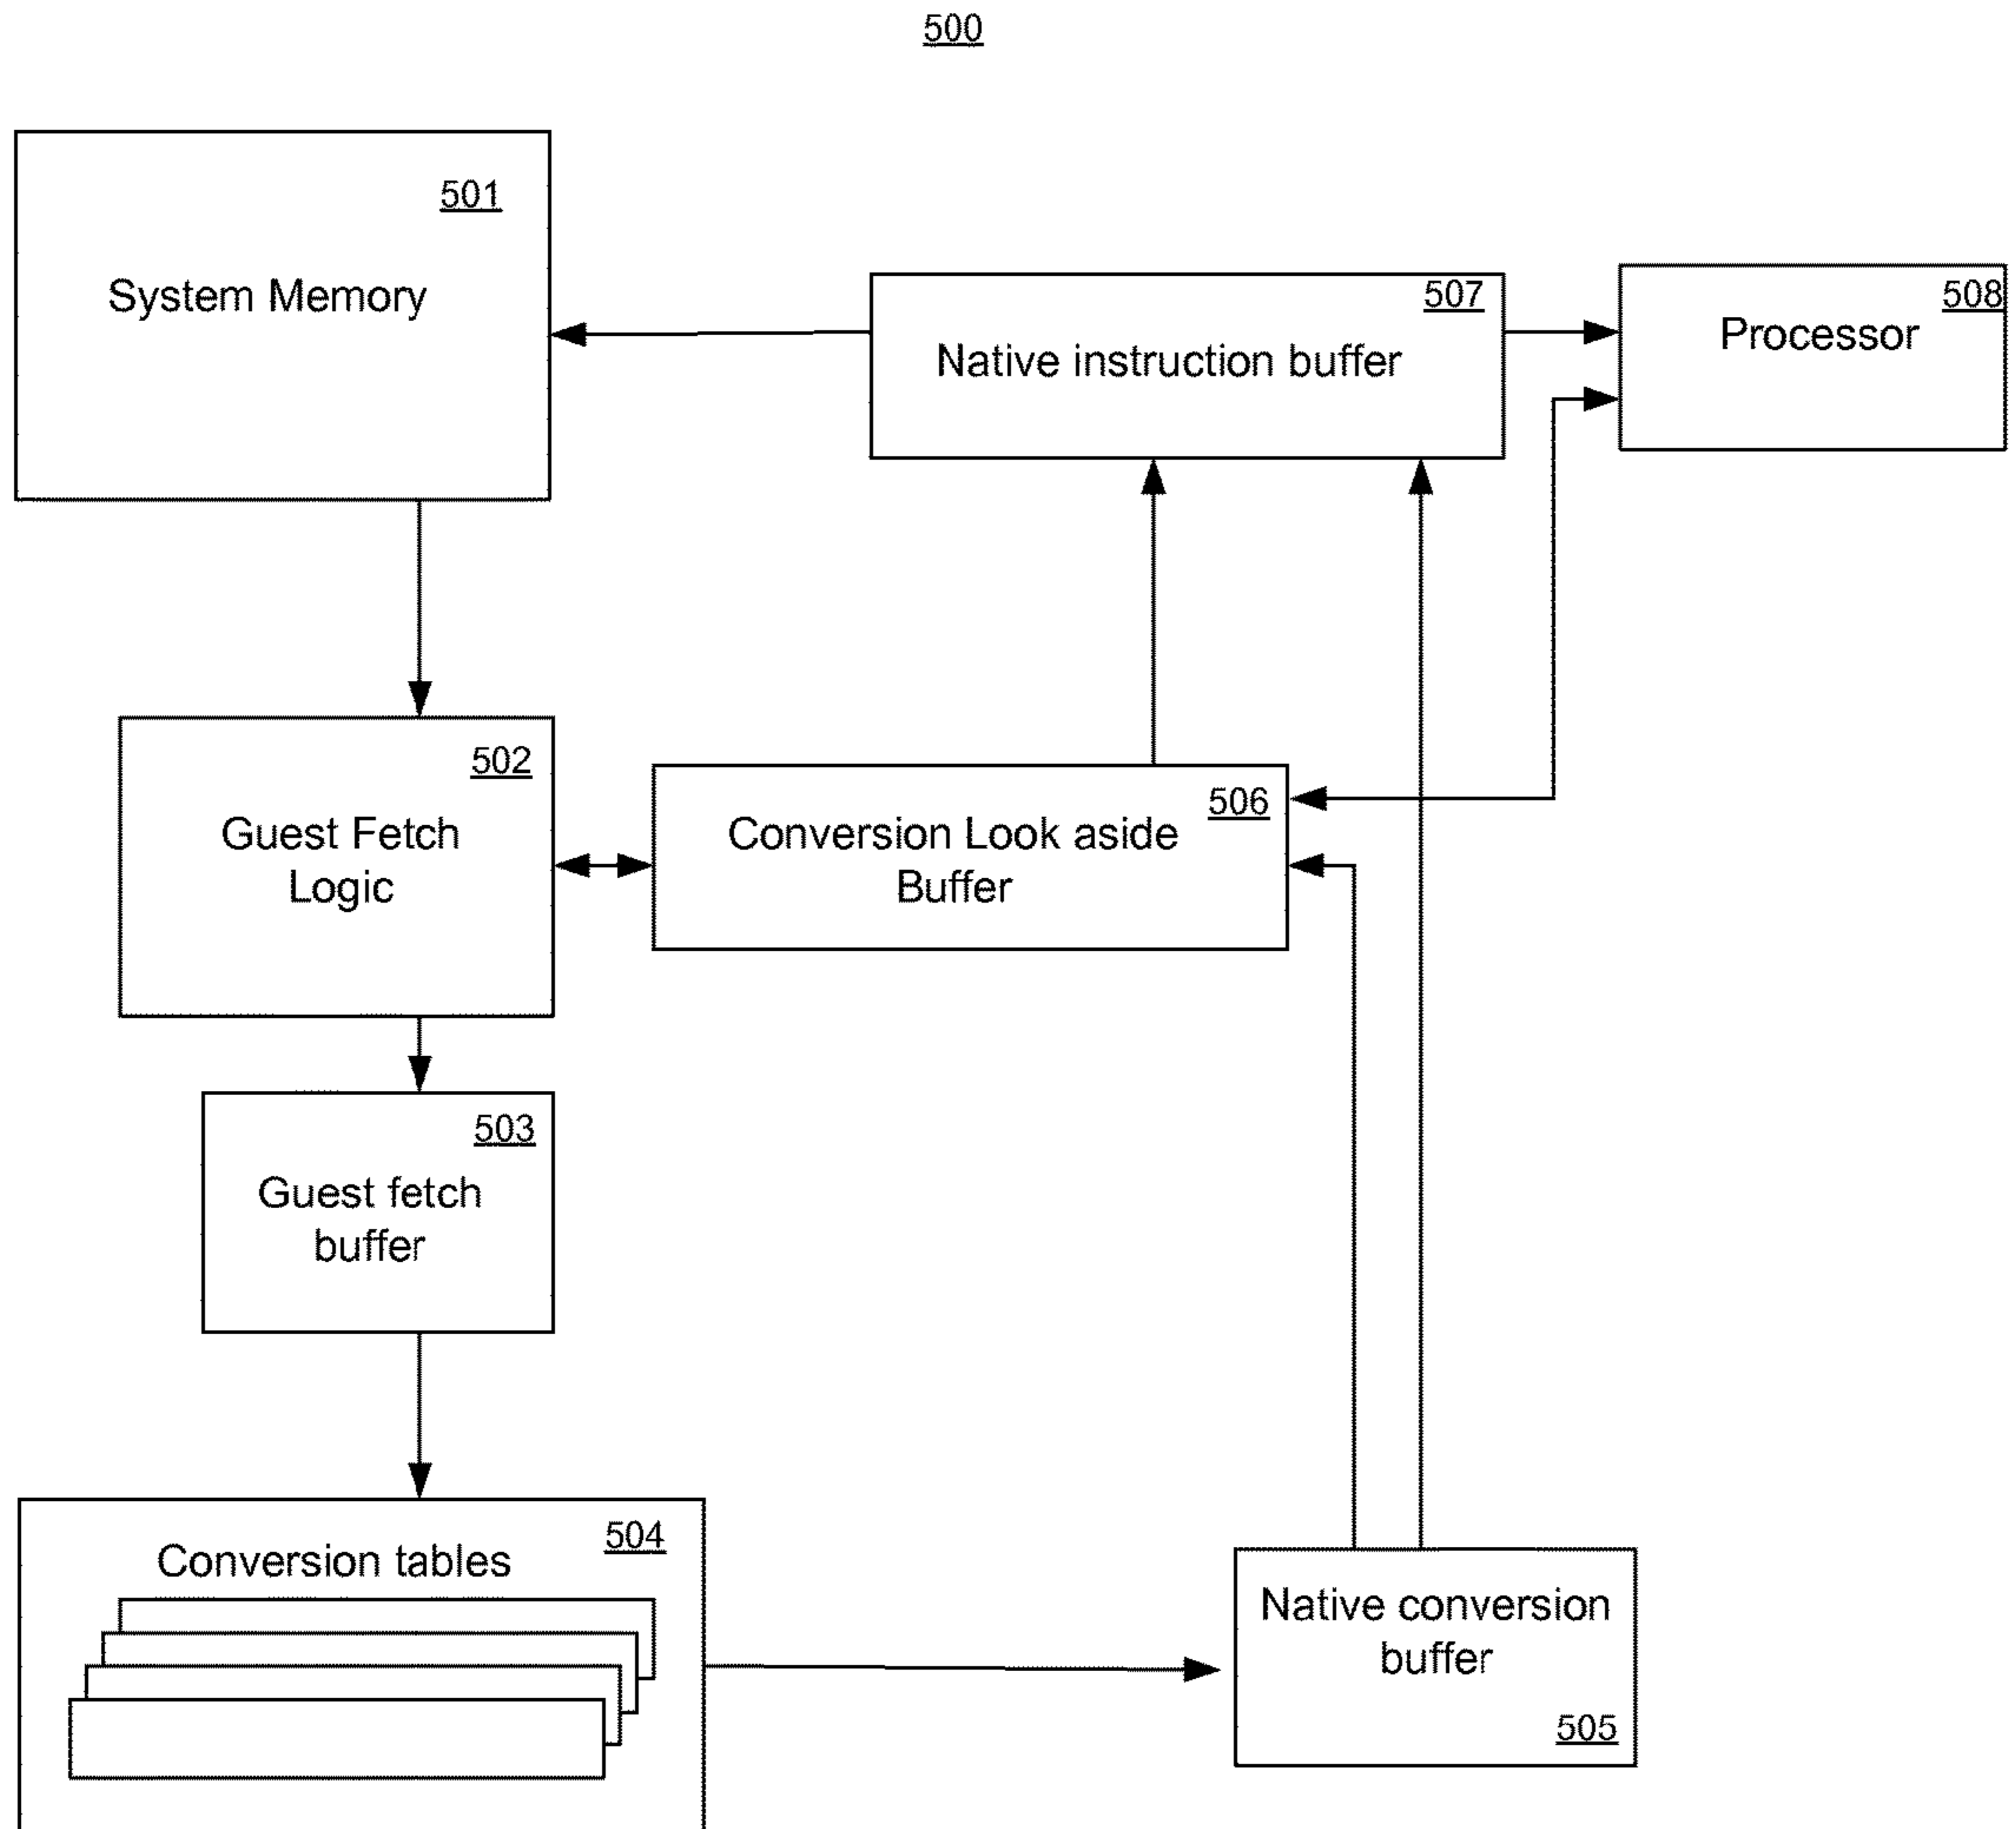 500
501
System Memory
507
Native instruction buffer
508
Processor
502
Guest Fetch
Logic
506
Conversion Look aside
Buffer
503
Guest fetch
buffer
504
Conversion tables
Native conversion
buffer
505